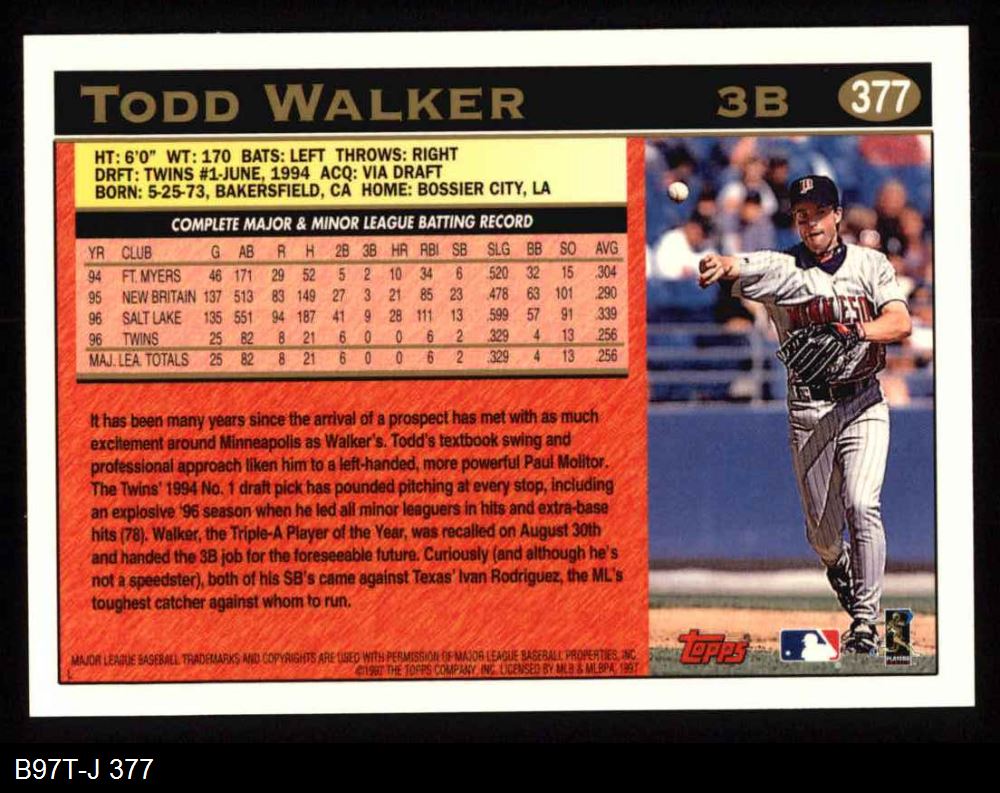 TODD WALKER 3B 377
HT: 6'0" WT: 170 BATS: LEFT THROWS: RIGHT
DRFT: TWINS #1-JUNE, 1994 ACQ: VIA DRAFT
BORN: 5-25-73, BAKERSFIELD, CA HOME: BOSSIER CITY, LA
COMPLETE MAJOR & MINOR LEAGUE BATTING RECORD
YR CLUB G AB R H 2B 3B HR RBI SB SLG BB SO AVG
94 FT. MYERS 46 171 29 52 5 2 10 34 6 .520 32 15 .304
95 NEW BRITAIN 137 513 83 149 27 3 21 85 23 .478 63 101 .290
96 SALT LAKE 135 551 94 187 41 9 28 111 13 .599 57 91 .339
96 TWINS 25 82 8 21 6 0 0 6 2 .329 4 13 .256
MAJ. LEA. TOTALS 25 82 8 21 6 0 0 6 2 .329 4 13 .256
It has been many years since the arrival of a prospect has met with as much
excitement around Minneapolis as Walker's. Todd's textbook swing and
professional approach liken him to a left-handed, more powerful Paul Molitor.
The Twins' 1994 No. 1 draft pick has pounded pitching at every stop, including
an explosive '96 season when he led all minor leaguers in hits and extra-base
hits (78). Walker, the Triple-A Player of the Year, was recalled on August 30th
and handed the 3B job for the foreseeable future. Curiously (and although he's
not a speedster), both of his SB's came against Texas' Ivan Rodriguez, the ML's
toughest catcher against whom to run.
MAJOR LEAGUE BASEBALL TRADEMARKS AND COPYRIGHTS ARE USED WITH PERMISSION OF MAJOR LEAGUE BASEBALL PROPERTIES, INC.
©1997 THE TOPPS COMPANY, INC. LICENSED BY MLB & MLBPA, 1997
TOPPS
PLAYERS
B97T-J 377